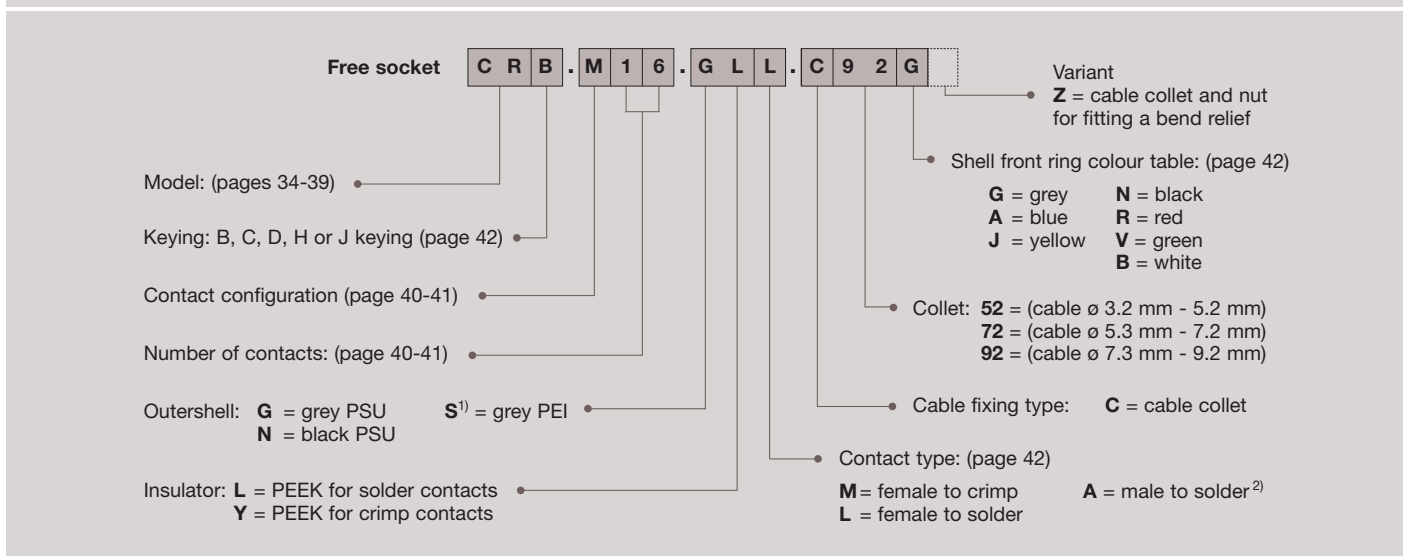 Free socket C R B . M 1 6 . G L L . C 9 2 G
Variant
Z = cable collet and nut
for fitting a bend relief
Shell front ring colour table: (page 42)
G = grey N = black
A = blue R = red
J = yellow V = green
B = white
Model: (pages 34-39)
Keying: B, C, D, H or J keying (page 42)
Contact configuration (page 40-41)
Collet: 52 = (cable ø 3.2 mm - 5.2 mm)
72 = (cable ø 5.3 mm - 7.2 mm)
92 = (cable ø 7.3 mm - 9.2 mm)
Number of contacts: (page 40-41)
Outershell: G = grey PSU S1) = grey PEI
N = black PSU
Cable fixing type: C = cable collet
Contact type: (page 42)
M = female to crimp A = male to solder 2)
L = female to solder
Insulator: L = PEEK for solder contacts
Y = PEEK for crimp contacts